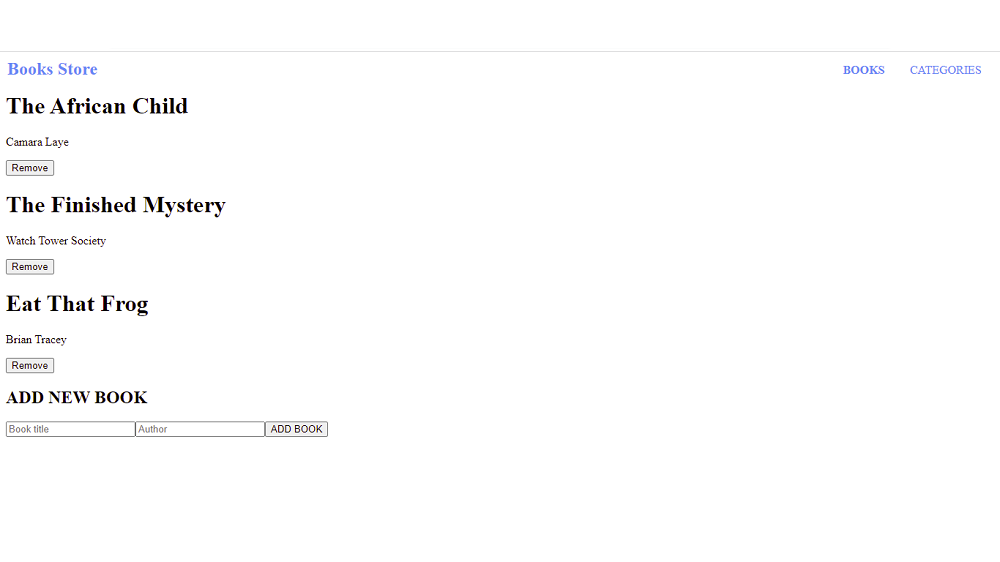 Books Store BOOKS CATEGORIES
The African Child
Camara Laye
Remove
The Finished Mystery
Watch Tower Society
Remove
Eat That Frog
Brian Tracey
Remove
ADD NEW BOOK
Book title Author ADD BOOK